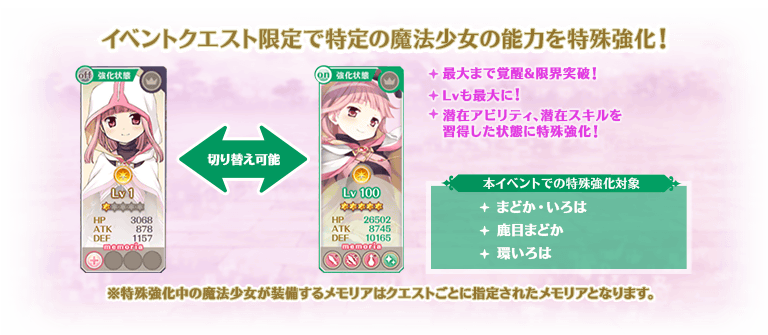 イベントクエスト限定で特定の魔法少女の能力を特殊強化!
off 強化状態
Lv 1
HP 3068
ATK 878
DEF 1157
memoria
切り替え可能
on 強化状態
Lv 100
HP 26502
ATK 8745
DEF 10165
memoria
最大まで覚醒&限界突破!
Lvも最大に!
潜在アビリティ、潜在スキルを
習得した状態に特殊強化!
本イベントでの特殊強化対象
まどか・いろは
鹿目まどか
環いろは
※特殊強化中の魔法少女が装備するメモリアはクエストごとに指定されたメモリアとなります。